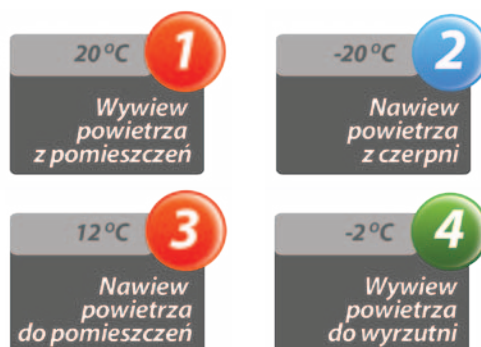 20 °C 1
Wywiew
powietrza
z pomieszczeń
-20 °C 2
Nawiew
powietrza
z czerpni
12 °C 3
Nawiew
powietrza
do pomieszczeń
-2 °C 4
Wywiew
powietrza
do wyrzutni